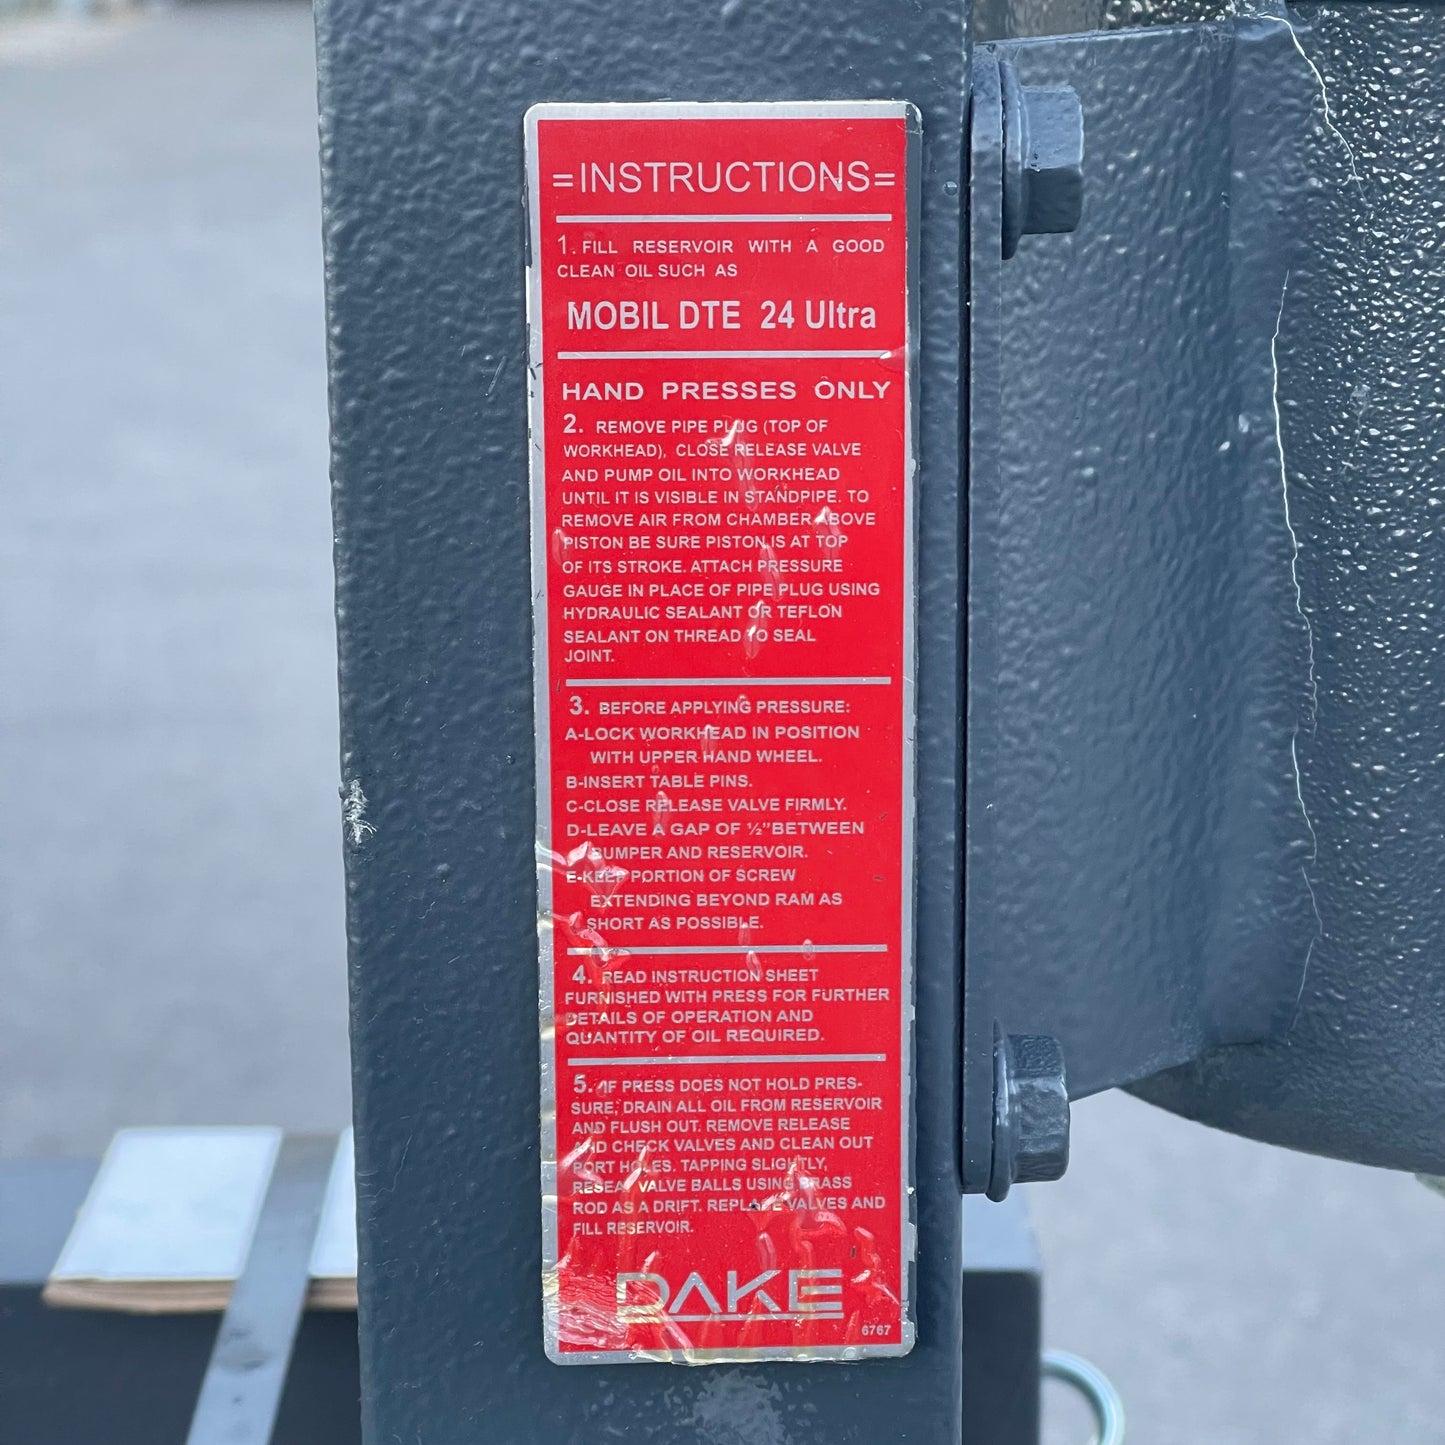 =INSTRUCTIONS=
1. FILL RESERVOIR WITH A GOOD
CLEAN OIL SUCH AS
MOBIL DTE 24 Ultra
HAND PRESSES ONLY
2. REMOVE PIPE PLUG (TOP OF
WORKHEAD), CLOSE RELEASE VALVE
AND PUMP OIL INTO WORKHEAD
UNTIL IT IS VISIBLE IN STANDPIPE. TO
REMOVE AIR FROM CHAMBER ABOVE
PISTON BE SURE PISTON IS AT TOP
OF ITS STROKE. ATTACH PRESSURE
GAUGE IN PLACE OF PIPE PLUG USING
HYDRAULIC SEALANT OR TEFLON
SEALANT ON THREAD TO SEAL
JOINT.
3. BEFORE APPLYING PRESSURE:
A-LOCK WORKHEAD IN POSITION
WITH UPPER HAND WHEEL.
B-INSERT TABLE PINS.
C-CLOSE RELEASE VALVE FIRMLY.
D-LEAVE A GAP OF ½” BETWEEN
BUMPER AND RESERVOIR.
E-KEEP PORTION OF SCREW
EXTENDING BEYOND RAM AS
SHORT AS POSSIBLE.
4. READ INSTRUCTION SHEET
FURNISHED WITH PRESS FOR FURTHER
DETAILS OF OPERATION AND
QUANTITY OF OIL REQUIRED.
5. IF PRESS DOES NOT HOLD PRES-
SURE, DRAIN ALL OIL FROM RESERVOIR
AND FLUSH OUT. REMOVE RELEASE
AND CHECK VALVES AND CLEAN OUT
PORT HOLES. TAPPING SLIGHTLY,
RESEAT VALVE BALLS USING BRASS
ROD AS A DRIFT. REPLACE VALVES AND
FILL RESERVOIR.
DAKE
6767